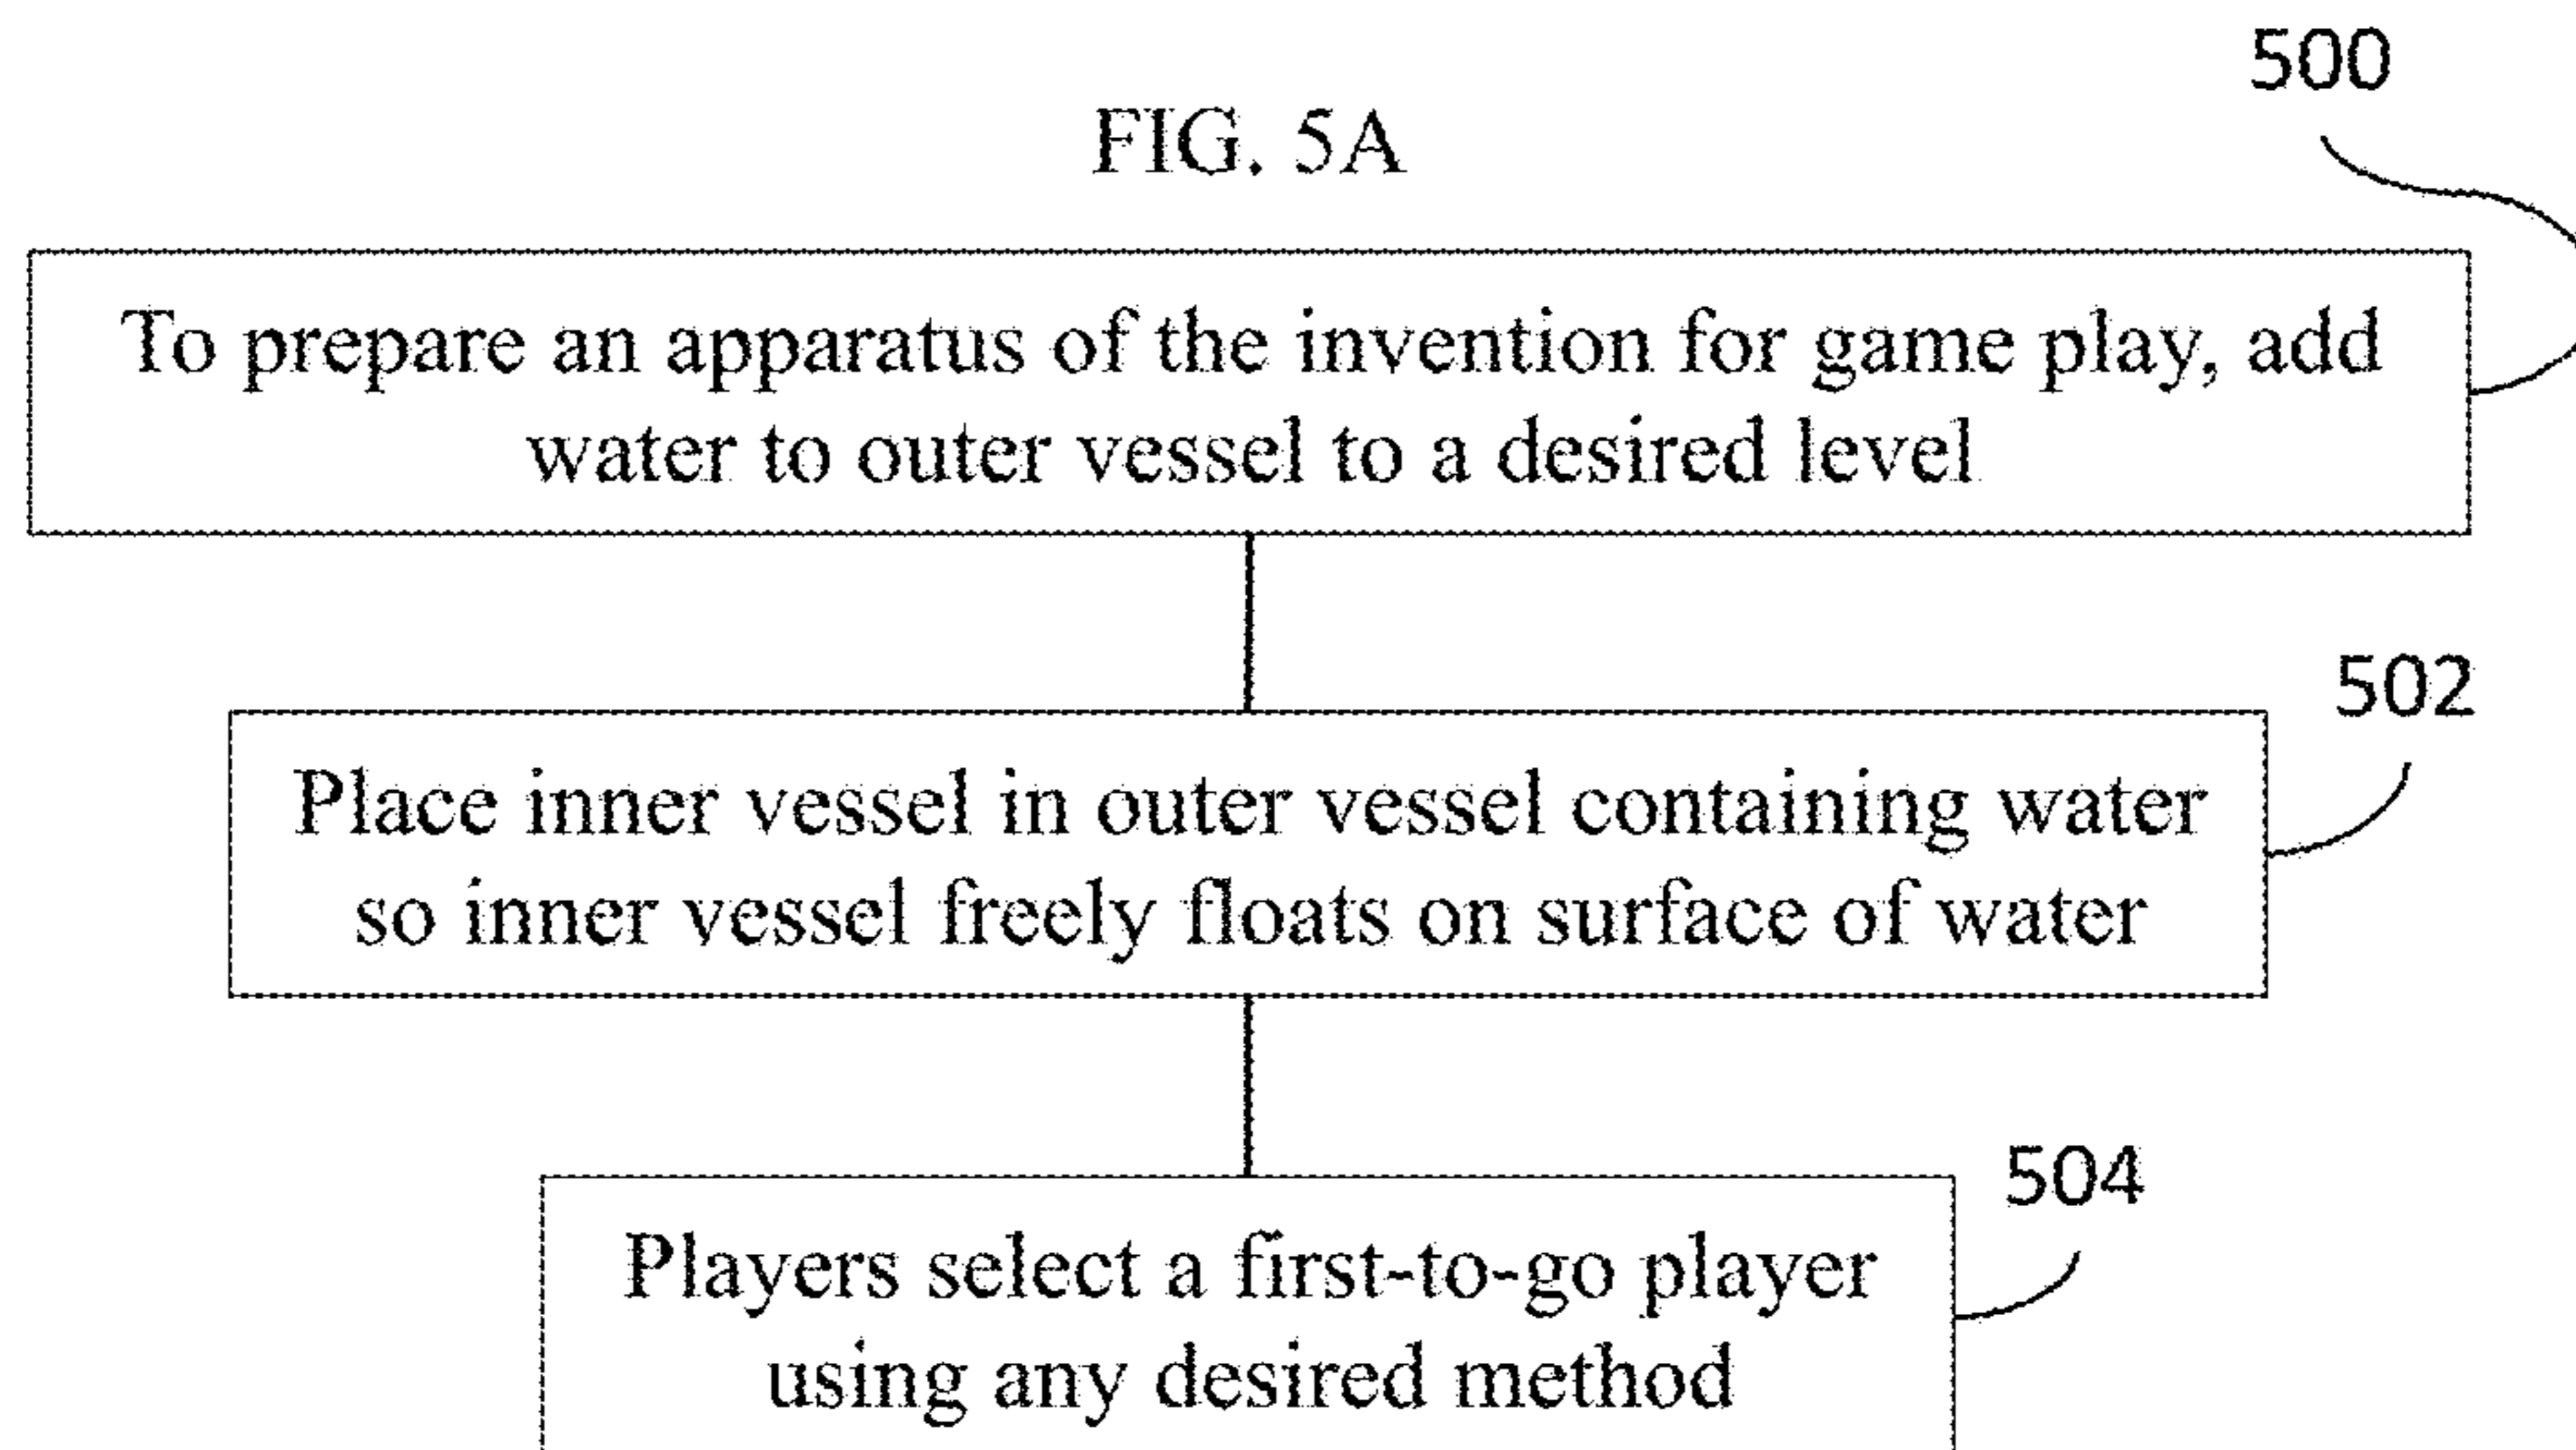 500
FIG. 5A
To prepare an apparatus of the invention for game play, add
water to outer vessel to a desired level
502
Place inner vessel in outer vessel containing water
so inner vessel freely floats on surface of water
504
Players select a first-to-go player
using any desired method